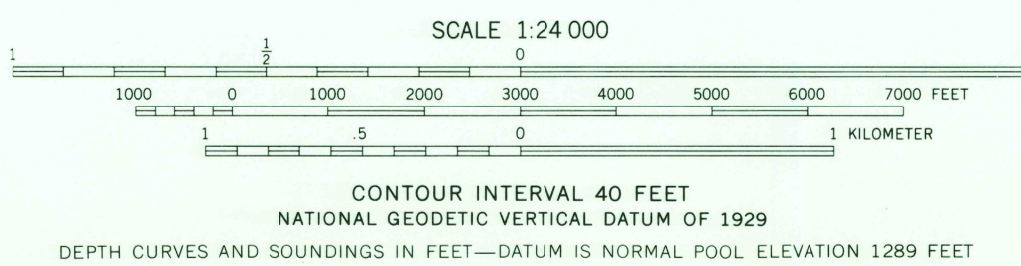 SCALE 1:24 000
1 ½ 0
1000 0 1000 2000 3000 4000 5000 6000 7000 FEET
1 .5 0 1 KILOMETER
CONTOUR INTERVAL 40 FEET
NATIONAL GEODETIC VERTICAL DATUM OF 1929
DEPTH CURVES AND SOUNDINGS IN FEET—DATUM IS NORMAL POOL ELEVATION 1289 FEET